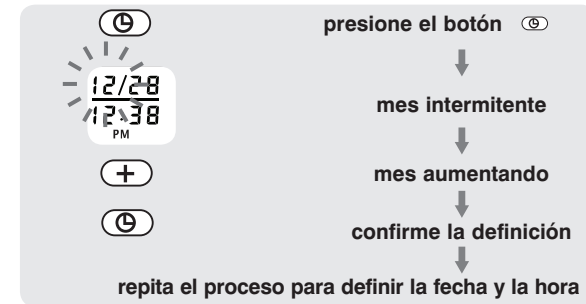 presione el botón
12/28
12:38
PM
mes intermitente
+
mes aumentando
confirme la definición
repita el proceso para definir la fecha y la hora